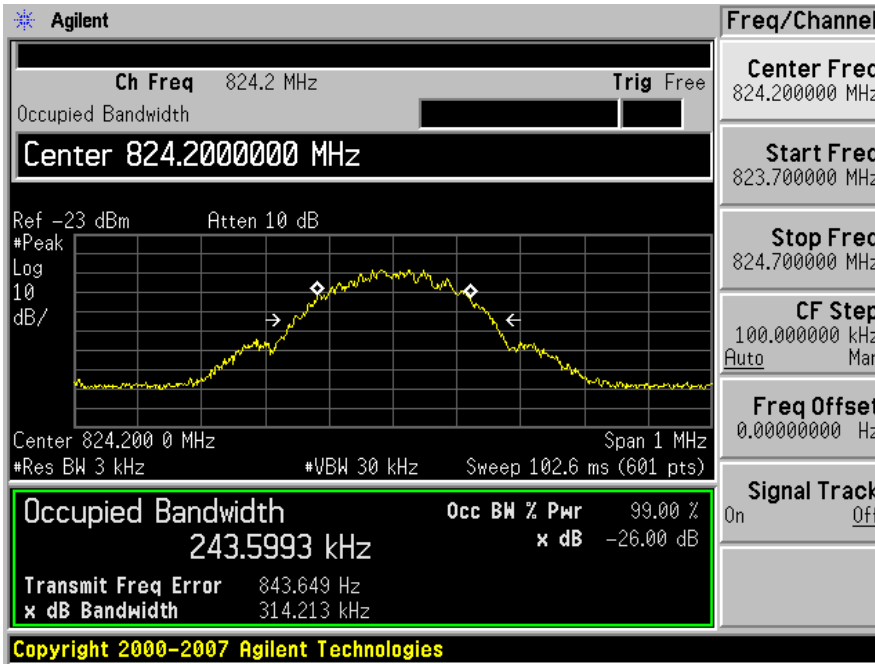 Agilent
Freq/Channel
Ch Freq 824.2 MHz Trig Free
Occupied Bandwidth
Center 824.2000000 MHz
Ref -23 dBm Atten 10 dB
#Peak
Log
10
dB/
Center 824.200 0 MHz Span 1 MHz
#Res BW 3 kHz #VBW 30 kHz Sweep 102.6 ms (601 pts)
Occupied Bandwidth Occ BW % Pwr 99.00 %
243.5993 kHz x dB -26.00 dB
Transmit Freq Error 843.649 Hz
x dB Bandwidth 314.213 kHz
Copyright 2000-2007 Agilent Technologies
Center Freq
824.200000 MHz
Start Freq
823.700000 MHz
Stop Freq
824.700000 MHz
CF Step
100.000000 kHz
Auto Man
Freq Offset
0.00000000 Hz
Signal Track
On Off